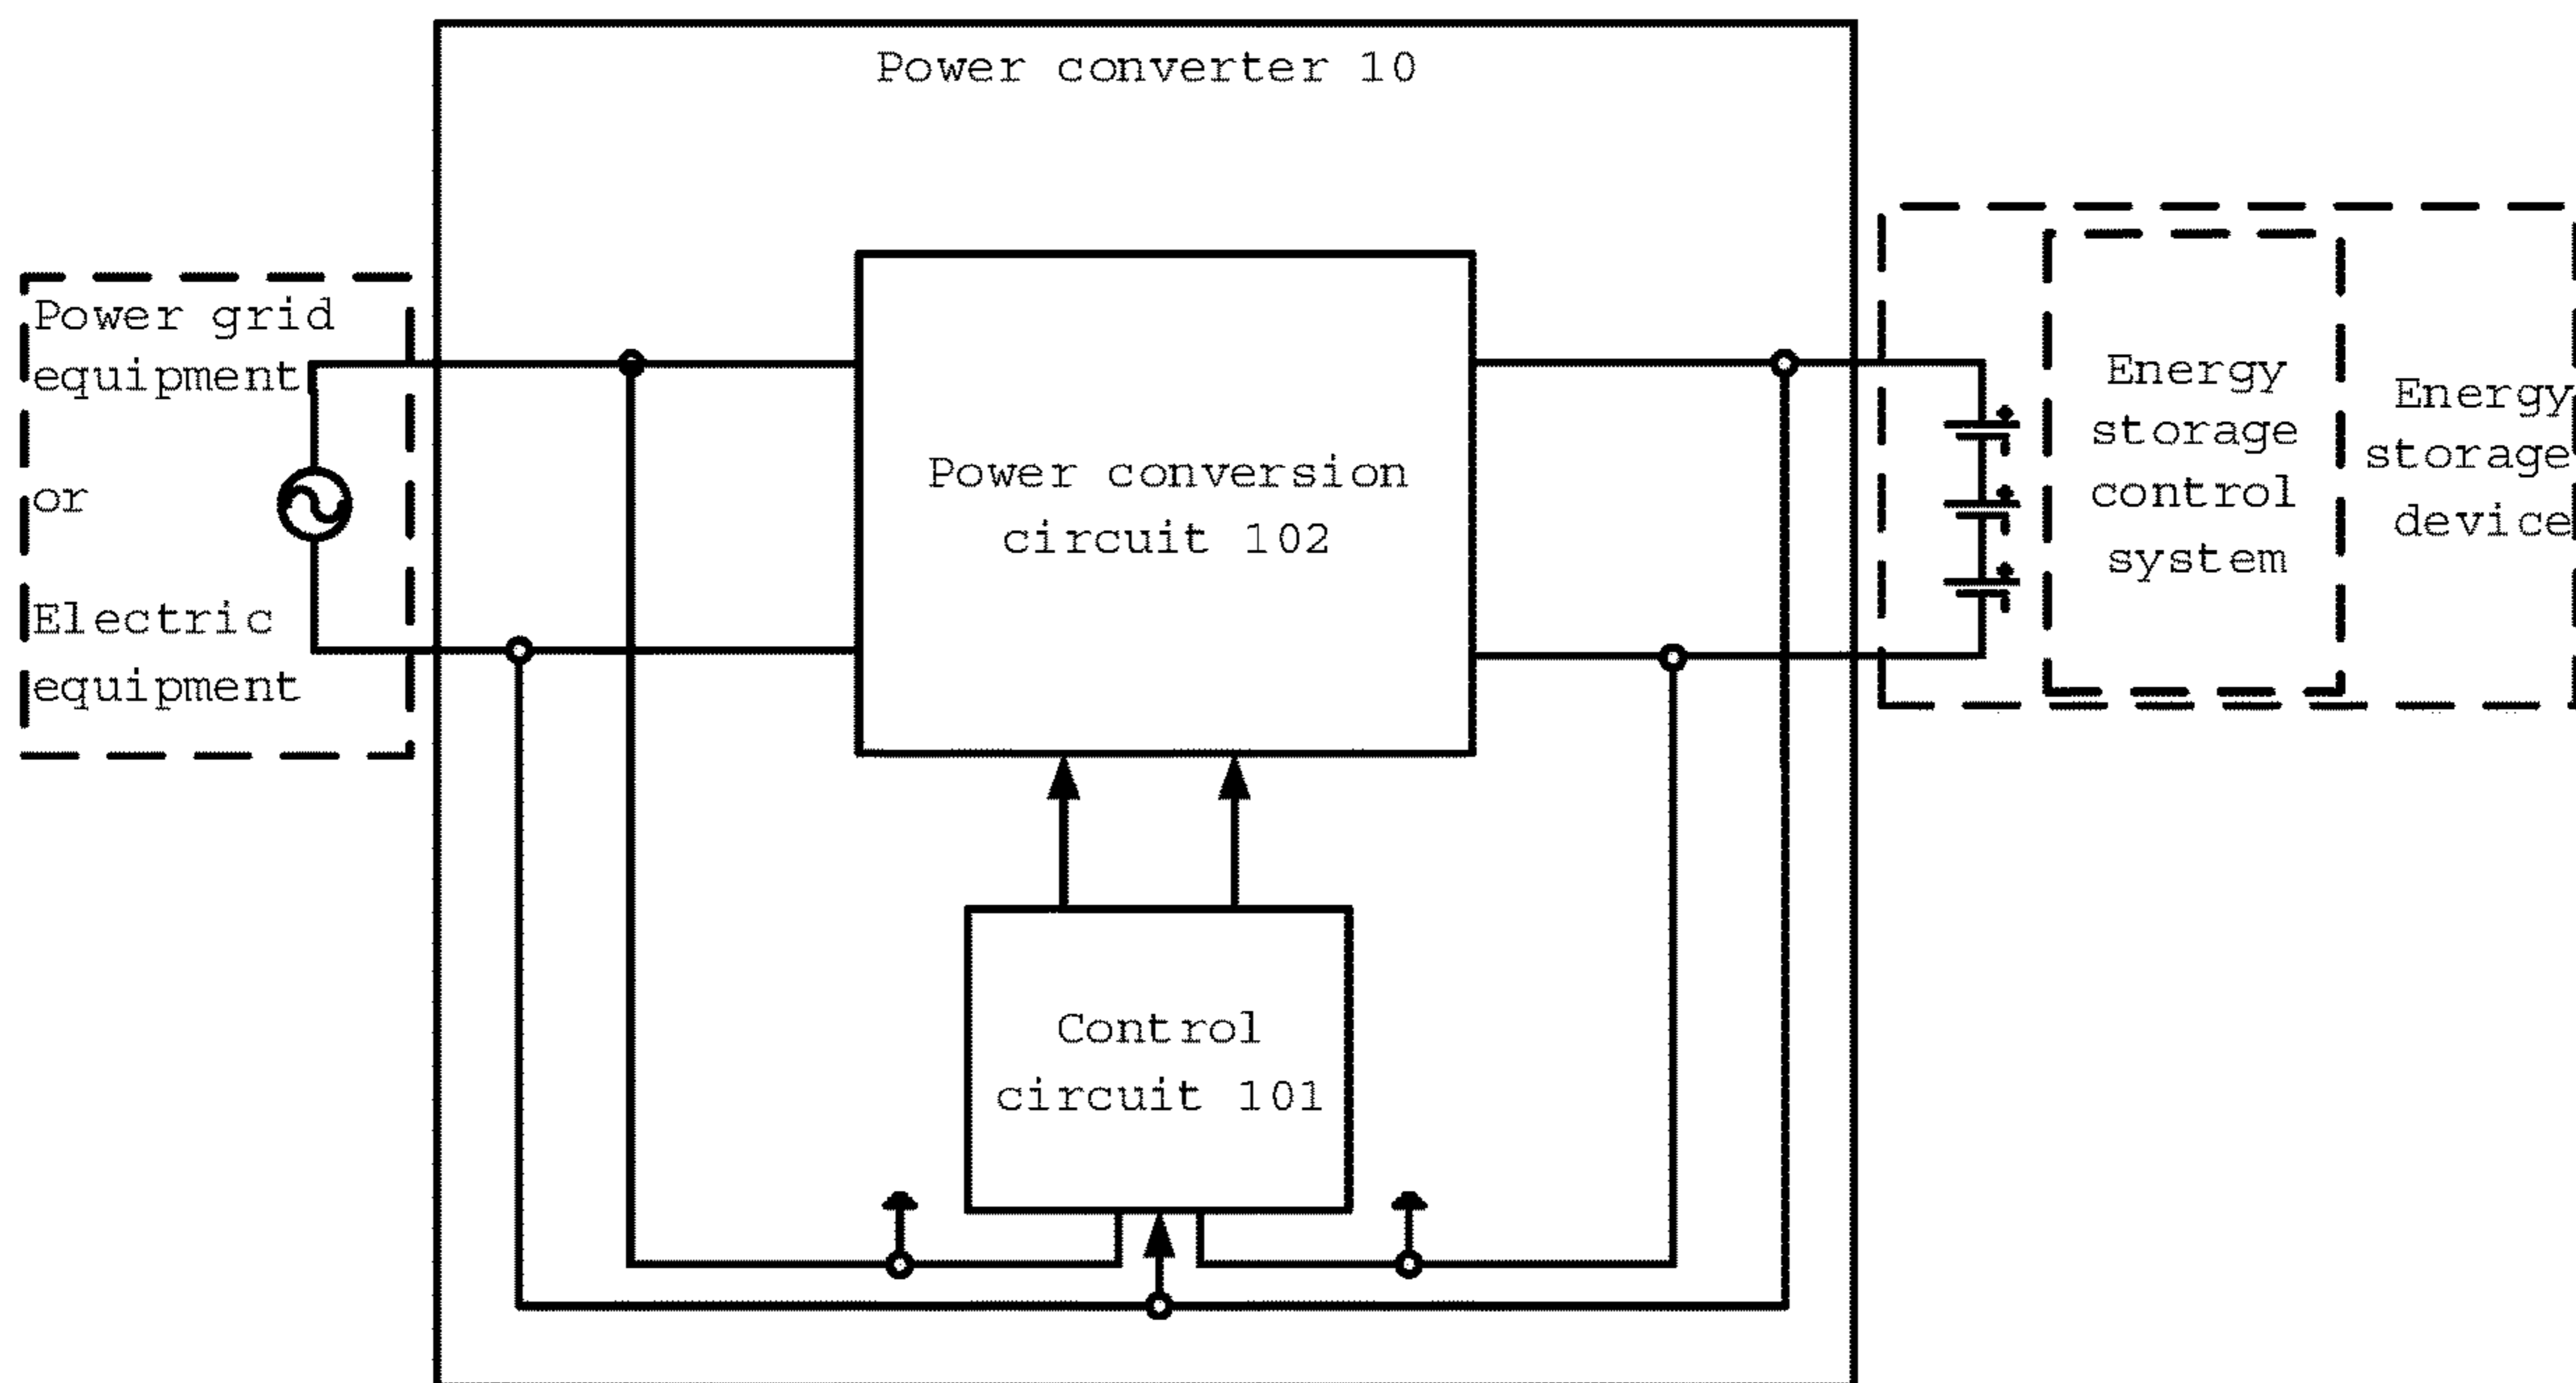 Power converter 10
Power grid
equipment
or
Electric
equipment
Power conversion
circuit 102
Control
circuit 101
Energy
storage
control
system
Energy
storage
device